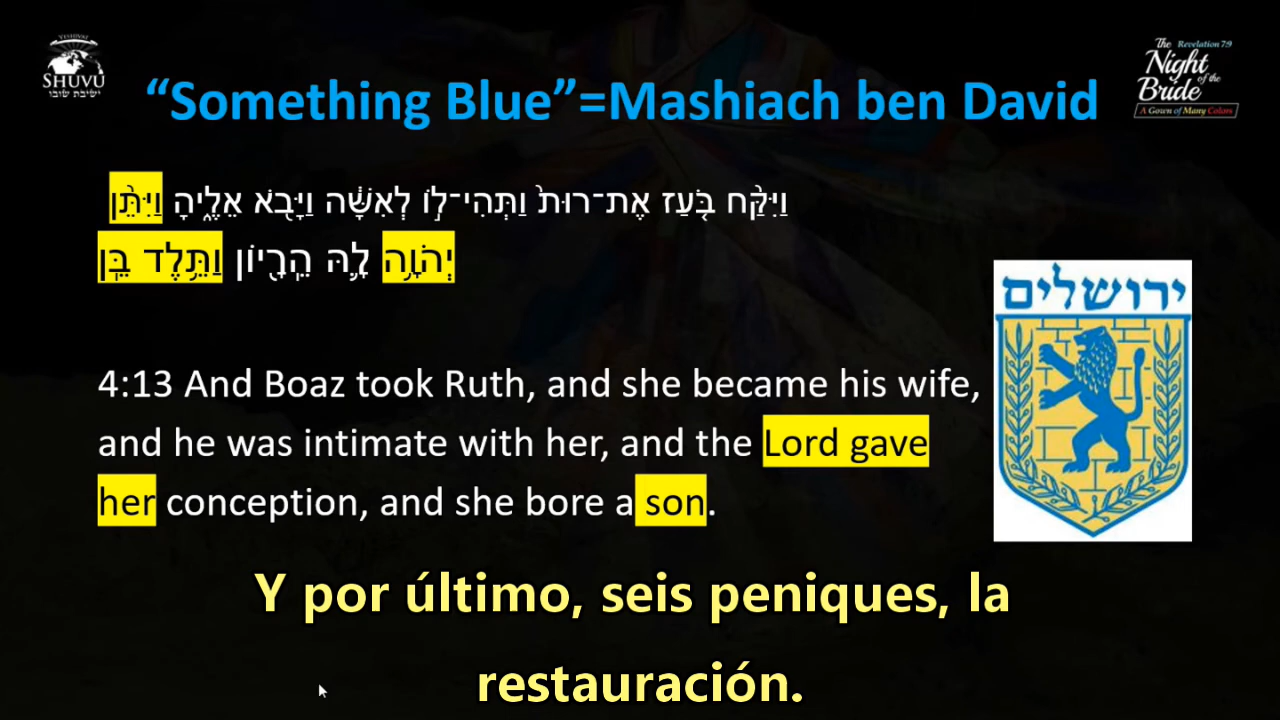 YESHIVAT
SHUVU
ישיבת שובו
The Revelation 7:9
Night
of the
Bride
A Gown of Many Colors
“Something Blue”=Mashiach ben David
וַיִּקַּ֨ח בֹּ֤עַז אֶת־רוּת֙ וַתְּהִי־ל֣וֹ לְאִשָּׁ֔ה וַיָּבֹ֖א אֵלֶ֑יהָ וַיִּתֵּ֨ן
יְהֹוָ֥ה לָ֛הּ הֵֽרָי֖וֹן וַתֵּ֥לֶד בֵּֽן
ירושלים
4:13 And Boaz took Ruth, and she became his wife,
and he was intimate with her, and the Lord gave
her conception, and she bore a son.
Y por último, seis peniques, la
restauración.